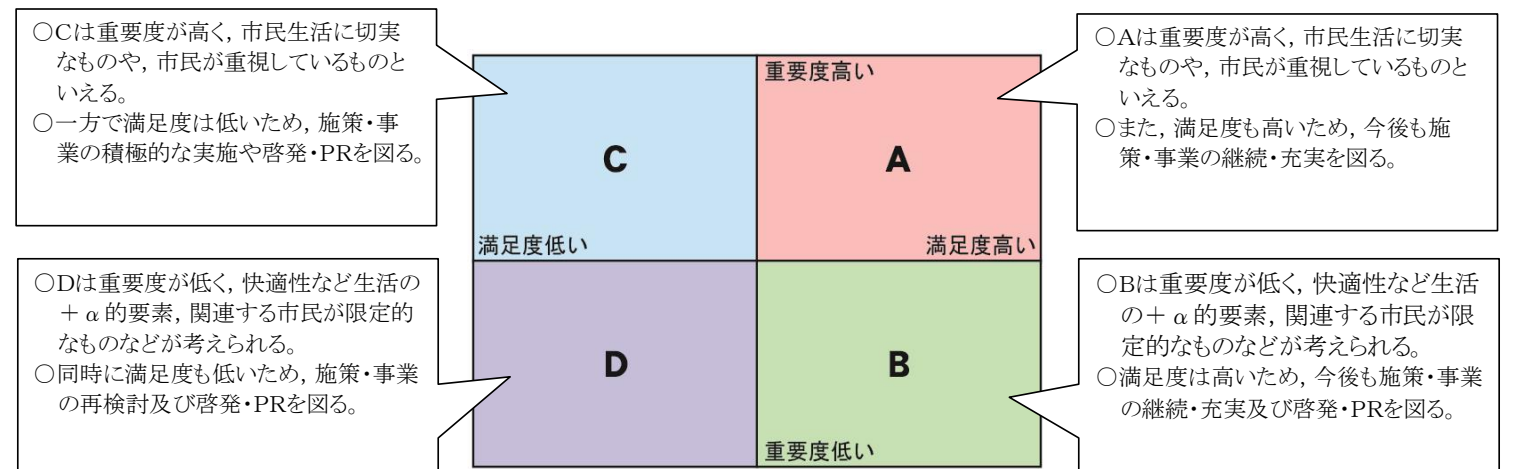 ○Cは重要度が高く,市民生活に切実
なものや,市民が重視しているものと
いえる。
○一方で満足度は低いため,施策・事
業の積極的な実施や啓発・PRを図る。
重要度高い
C
A
満足度低い
満足度高い
○Aは重要度が高く,市民生活に切実
なものや,市民が重視しているものと
いえる。
○また,満足度も高いため,今後も施
策・事業の継続・充実を図る。
○Dは重要度が低く,快適性など生活の
+α的要素,関連する市民が限定的
なものなどが考えられる。
○同時に満足度も低いため,施策・事業
の再検討及び啓発・PRを図る。
D
B
重要度低い
○Bは重要度が低く,快適性など生活
の+α的要素,関連する市民が限
定的なものなどが考えられる。
○満足度は高いため,今後も施策・事業
の継続・充実及び啓発・PRを図る。